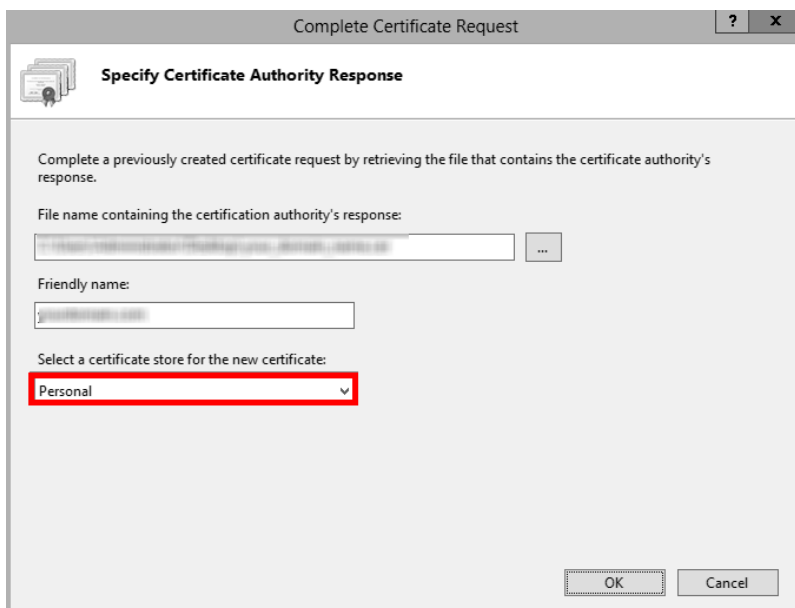 Complete Certificate Request
? x
Specify Certificate Authority Response
Complete a previously created certificate request by retrieving the file that contains the certificate authority's
response.
File name containing the certification authority's response:
...
Friendly name:
Select a certificate store for the new certificate:
Personal
OK Cancel